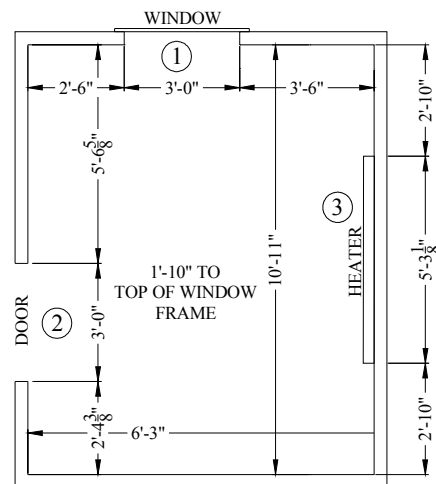 WINDOW
1
2'-6"
3'-0"
3'-6"
5'-6 5/8"
2'-10"
3
HEATER
10'-11"
5'-3 1/8"
1'-10" TO
TOP OF WINDOW
FRAME
DOOR
2
3'-0"
2'-4 3/8"
6'-3"
2'-10"